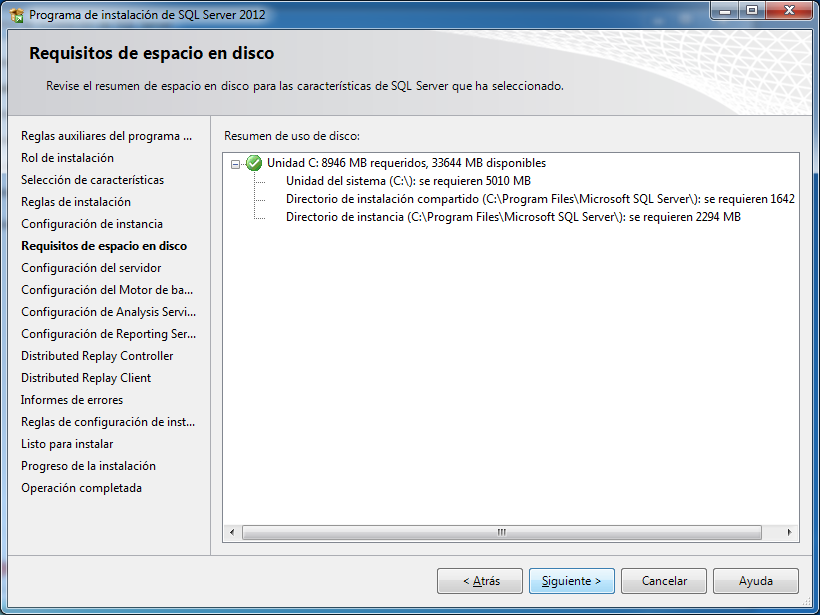 Programa de instalación de SQL Server 2012
Requisitos de espacio en disco
Revise el resumen de espacio en disco para las características de SQL Server que ha seleccionado.
Reglas auxiliares del programa ...
Rol de instalación
Selección de características
Reglas de instalación
Configuración de instancia
Requisitos de espacio en disco
Configuración del servidor
Configuración del Motor de ba...
Configuración de Analysis Servi...
Configuración de Reporting Ser...
Distributed Replay Controller
Distributed Replay Client
Informes de errores
Reglas de configuración de inst...
Listo para instalar
Progreso de la instalación
Operación completada
Resumen de uso de disco:
Unidad C: 8946 MB requeridos, 33644 MB disponibles
Unidad del sistema (C:\): se requieren 5010 MB
Directorio de instalación compartido (C:\Program Files\Microsoft SQL Server\): se requieren 1642
Directorio de instancia (C:\Program Files\Microsoft SQL Server\): se requieren 2294 MB
< Atrás
Siguiente >
Cancelar
Ayuda